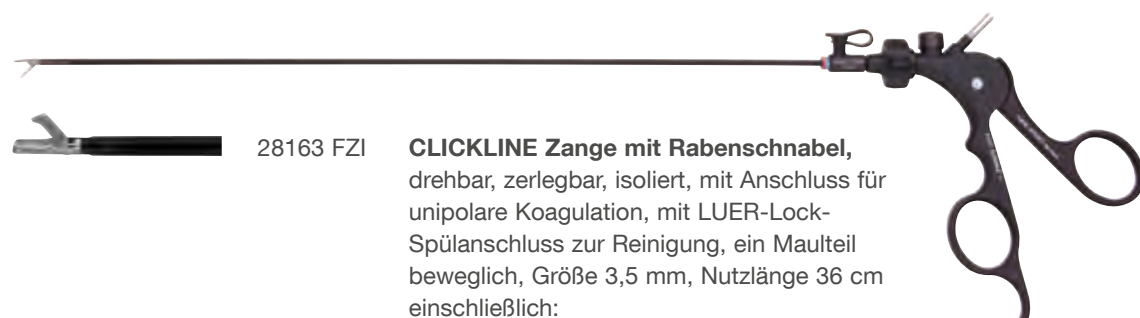 28163 FZI CLICKLINE Zange mit Rabenschnabel,
drehbar, zerlegbar, isoliert, mit Anschluss für
unipolare Koagulation, mit LUER-Lock-
Spülanschluss zur Reinigung, ein Maulteil
beweglich, Größe 3,5 mm, Nutzlänge 36 cm
einschließlich: